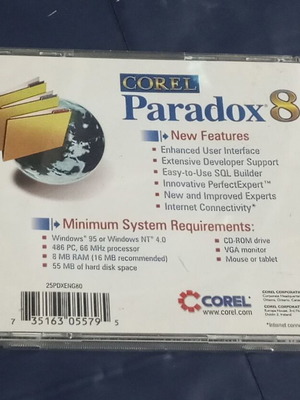 COREL
Paradox® 8
New Features
Enhanced User Interface
Extensive Developer Support
Easy-to-Use SQL Builder
Innovative PerfectExpert™
New and Improved Experts
Internet Connectivity*
Minimum System Requirements:
Windows® 95 or Windows NT® 4.0
486 PC, 66 MHz processor
8 MB RAM (16 MB recommended)
55 MB of hard disk space
CD-ROM drive
VGA monitor
Mouse or tablet
25PDXENG80
7 35163 05579 5
COREL
www.corel.com
COREL CORPORAT
COREL CORPORAT
*Internet conne